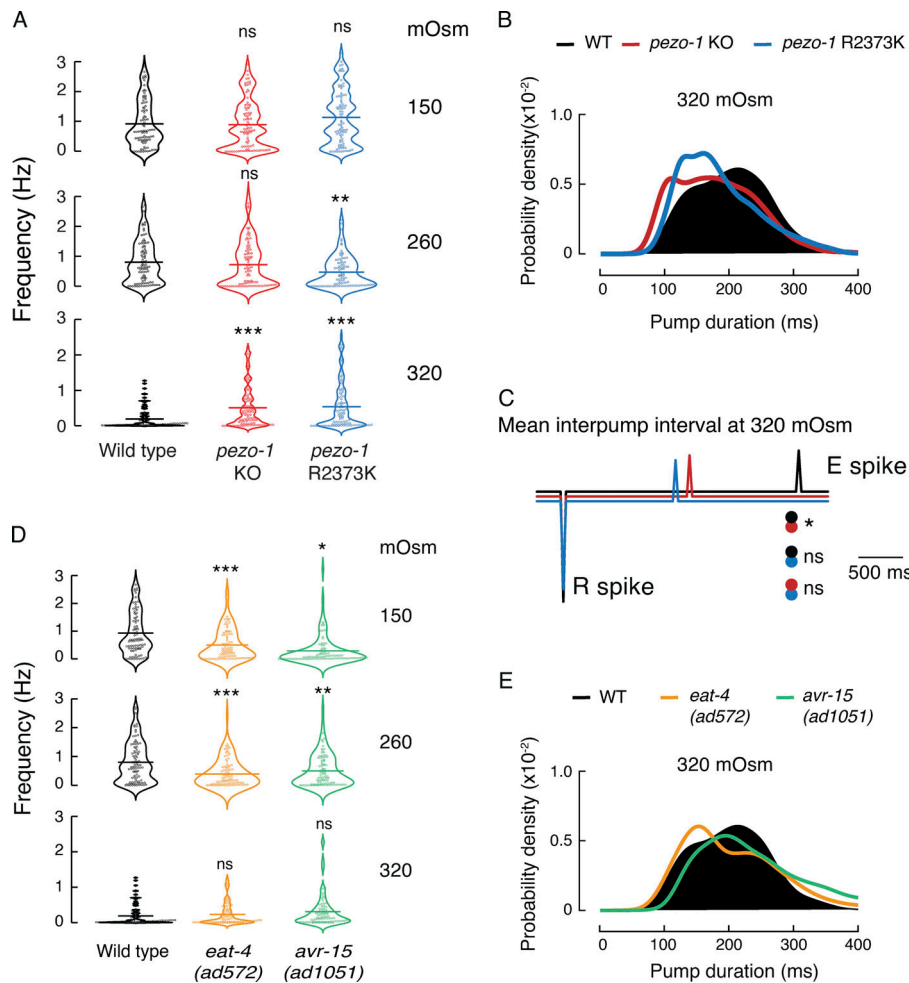 A
ns
ns
mOsm
3
2
1
0
150
ns
**
3
2
1
0
260
***
***
3
2
1
0
320
Frequency (Hz)
Wild type
pezo-1
KO
pezo-1
R2373K
B
WT
pezo-1 KO
pezo-1 R2373K
320 mOsm
Probability density(x10-2)
1.0
0.5
0
0 100 200 300 400
Pump duration (ms)
C
Mean interpump interval at 320 mOsm
E spike
R spike
*
ns
ns
500 ms
D
mOsm
***
*
3
2
1
0
150
***
**
3
2
1
0
260
ns
ns
3
2
1
0
320
Frequency (Hz)
Wild type
eat-4
(ad572)
avr-15
(ad1051)
E
WT
eat-4
(ad572)
avr-15
(ad1051)
320 mOsm
Probability density (x10-2)
1.0
0.5
0
0 100 200 300 400
Pump duration (ms)